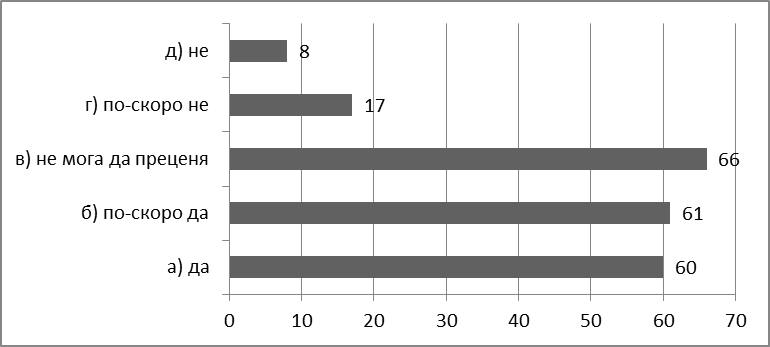 д) не 8
г) по-скоро не 17
в) не мога да преценя 66
б) по-скоро да 61
а) да 60
0 10 20 30 40 50 60 70